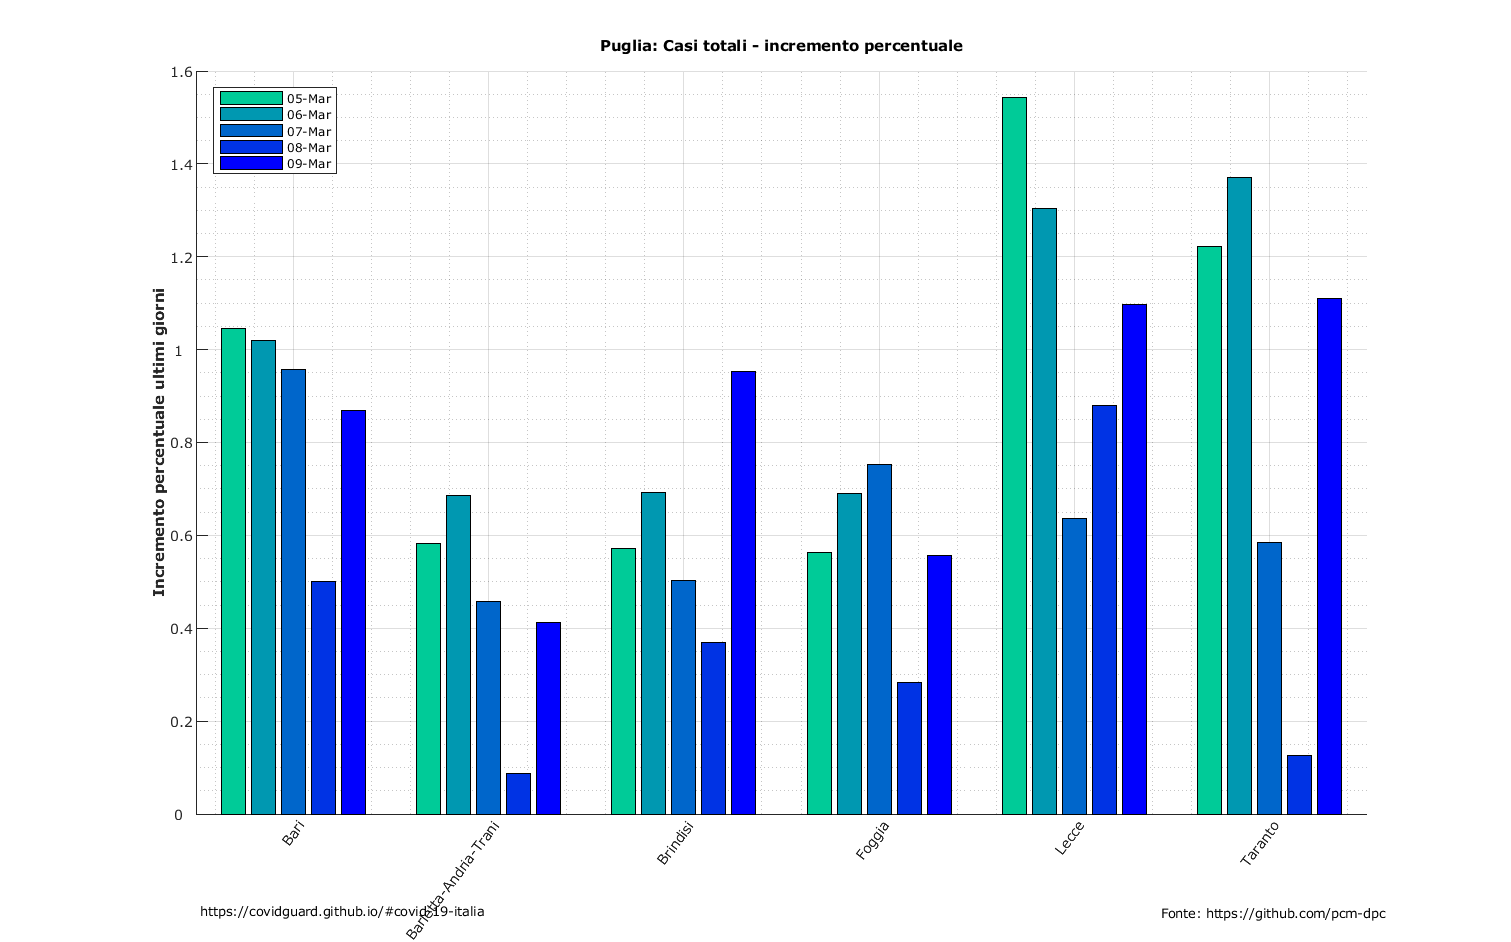 Puglia: Casi totali - incremento percentuale
05-Mar
06-Mar
07-Mar
08-Mar
09-Mar
Incremento percentuale ultimi giorni
1.6
1.4
1.2
1
0.8
0.6
0.4
0.2
0
Bari
Barletta-Andria-Trani
Brindisi
Foggia
Lecce
Taranto
https://covidguard.github.io/#covid-19-italia
Fonte: https://github.com/pcm-dpc